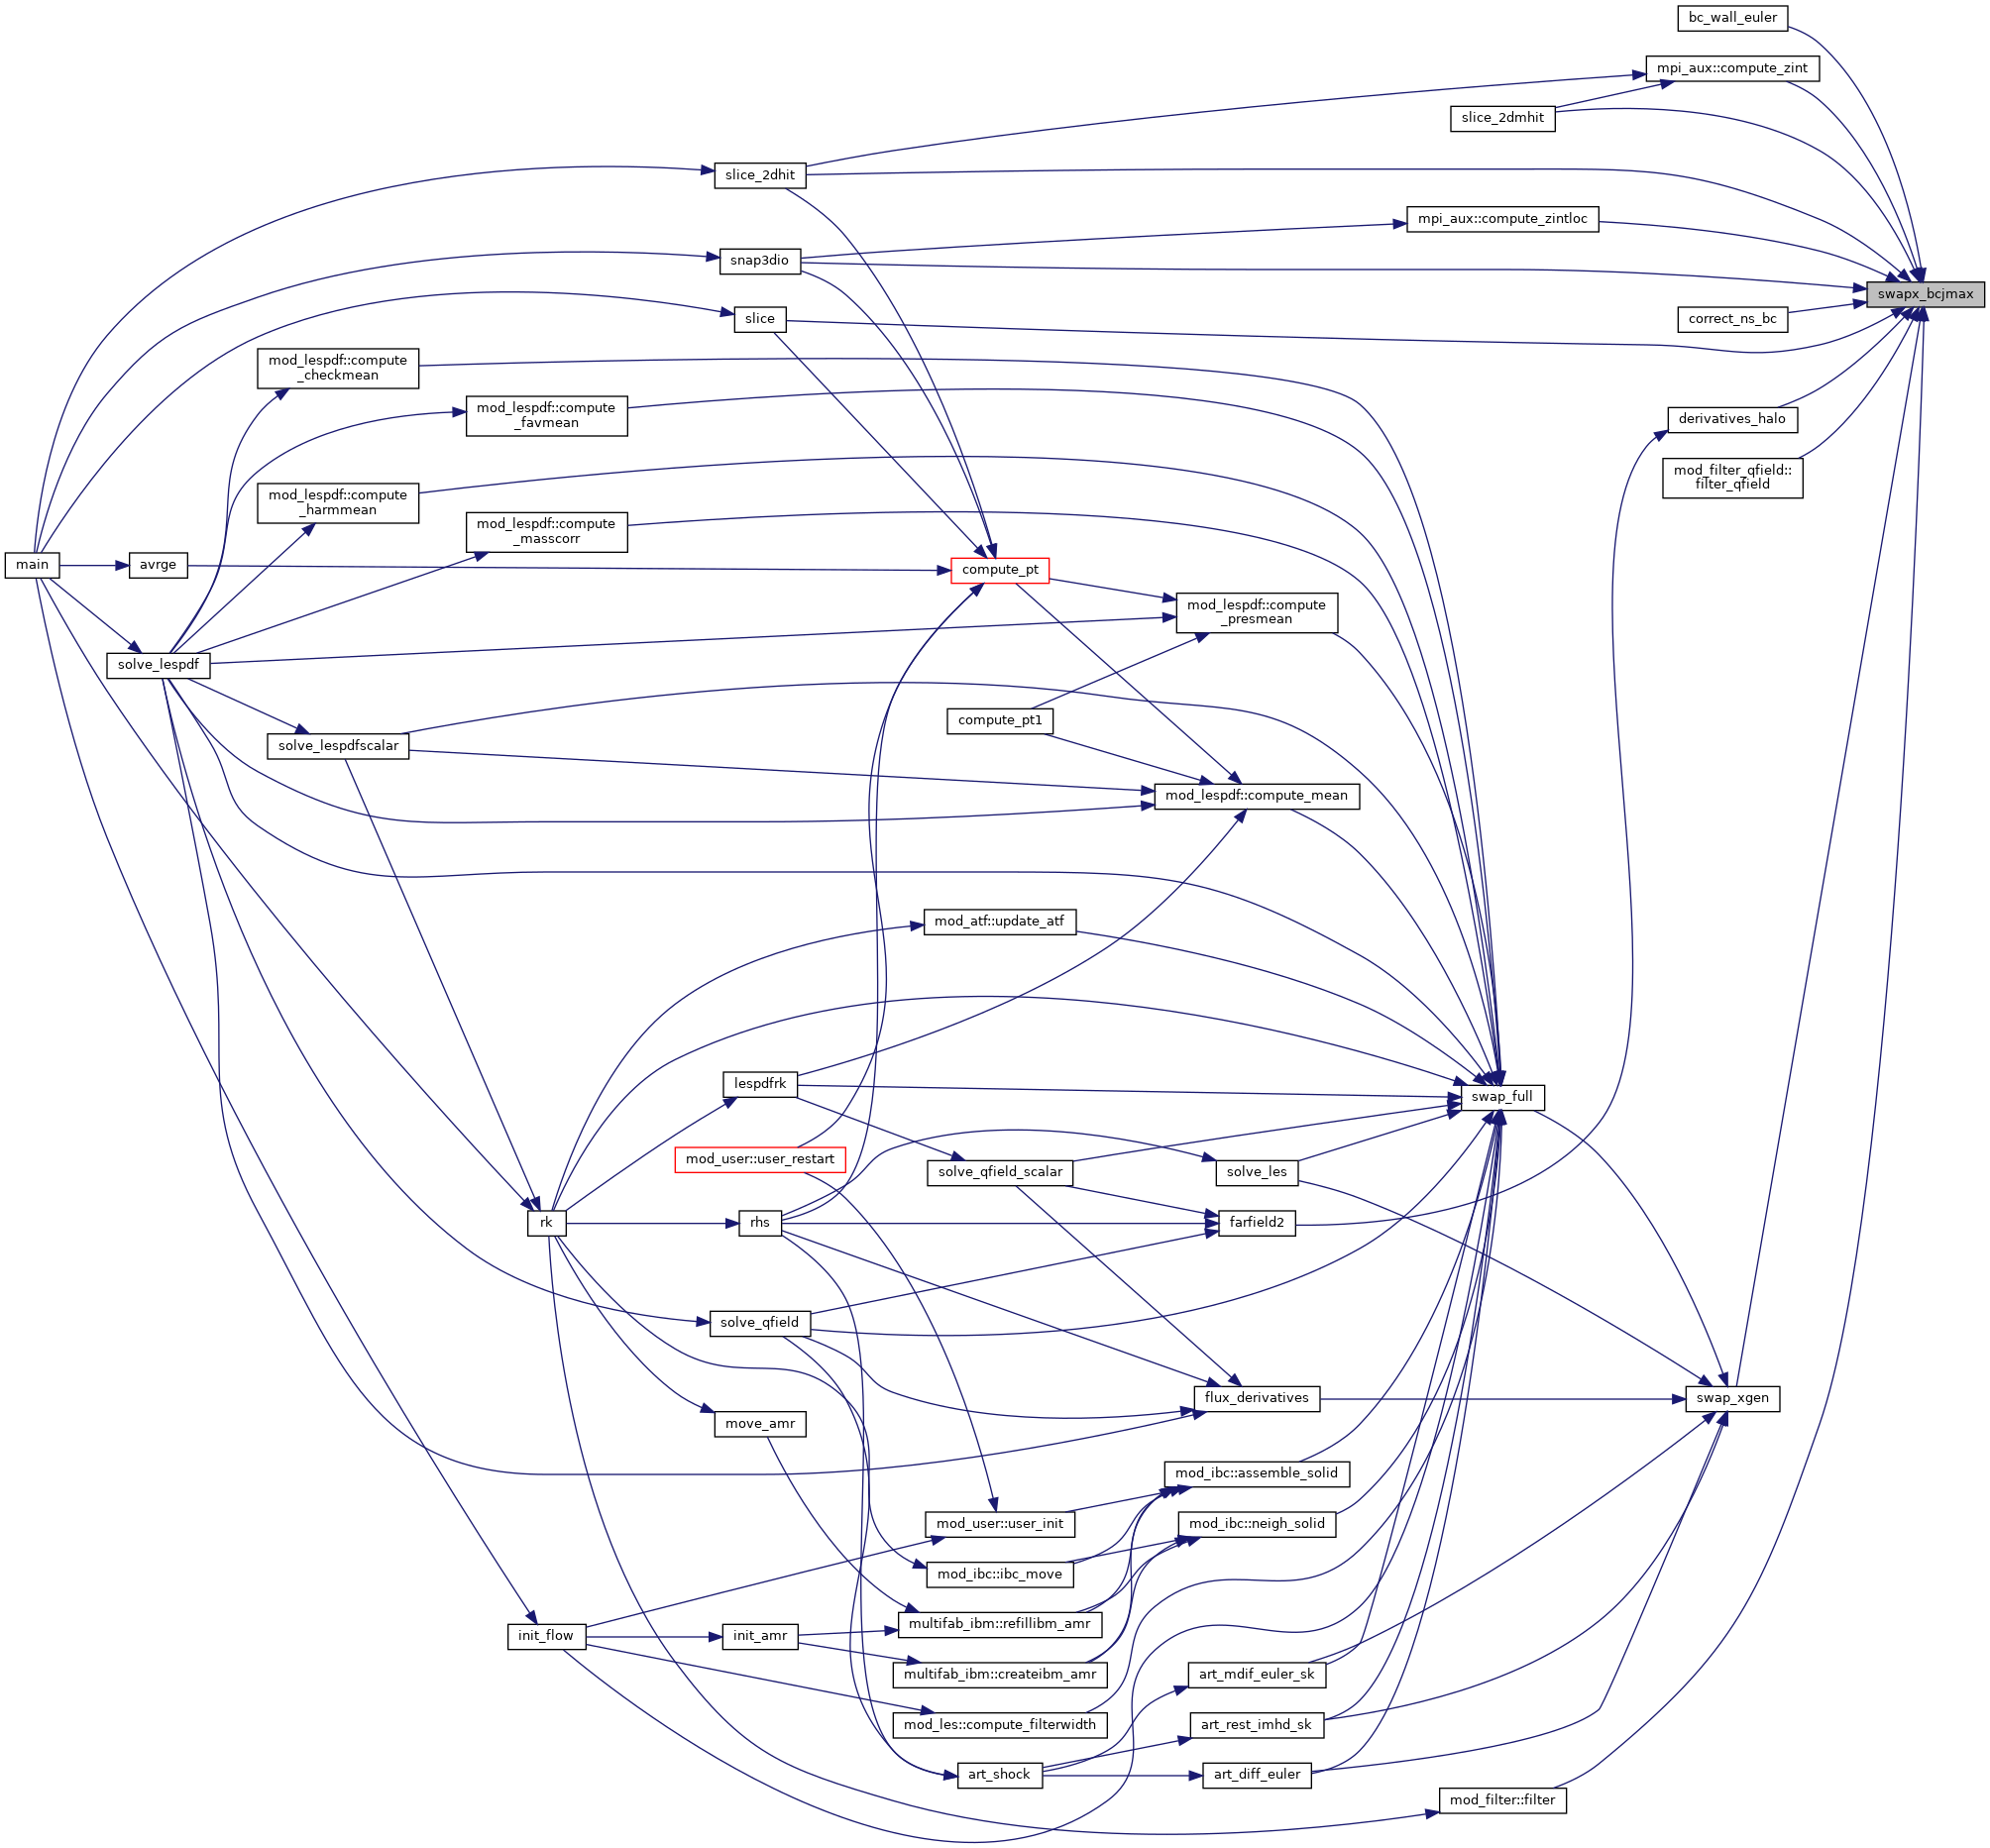 bc_wall_euler
mpi_aux::compute_zint
slice_2dmhit
slice_2dhit
mpi_aux::compute_zintloc
snap3dio
swapx_bcjmax
slice
correct_ns_bc
mod_lespdf::compute
_checkmean
mod_lespdf::compute
_favmean
derivatives_halo
mod_filter_qfield::
filter_qfield
mod_lespdf::compute
_harmmean
mod_lespdf::compute
_masscorr
main
avrge
compute_pt
mod_lespdf::compute
_presmean
solve_lespdf
compute_pt1
solve_lespdfscalar
mod_lespdf::compute_mean
mod_atf::update_atf
lespdfrk
swap_full
mod_user::user_restart
solve_qfield_scalar
solve_les
rk
rhs
farfield2
solve_qfield
flux_derivatives
swap_xgen
move_amr
mod_ibc::assemble_solid
mod_user::user_init
mod_ibc::neigh_solid
mod_ibc::ibc_move
multifab_ibm::refillibm_amr
init_flow
init_amr
multifab_ibm::createibm_amr
art_mdif_euler_sk
mod_les::compute_filterwidth
art_rest_imhd_sk
art_shock
art_diff_euler
mod_filter::filter